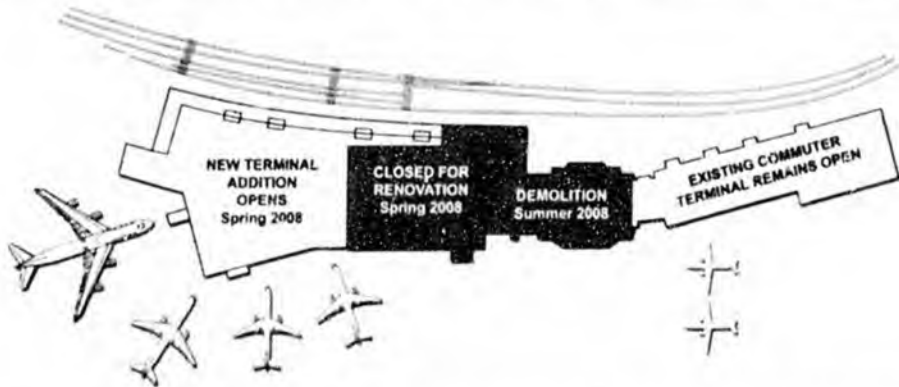 NEW TERMINAL
ADDITION
OPENS
Spring 2008
CLOSED FOR
RENOVATION
Spring 2008
DEMOLITION
Summer 2008
EXISTING COMMUTER
TERMINAL REMAINS OPEN